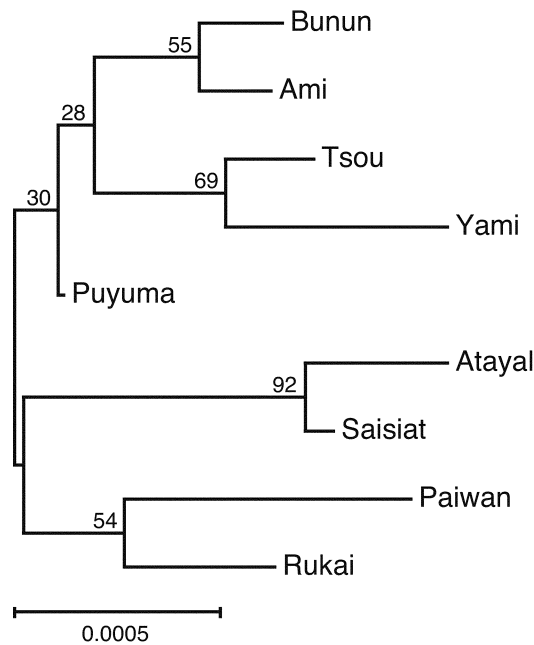 Bunun
55
Ami
28
Tsou
69
Yami
30
Puyuma
Atayal
92
Saisiat
Paiwan
54
Rukai
0.0005